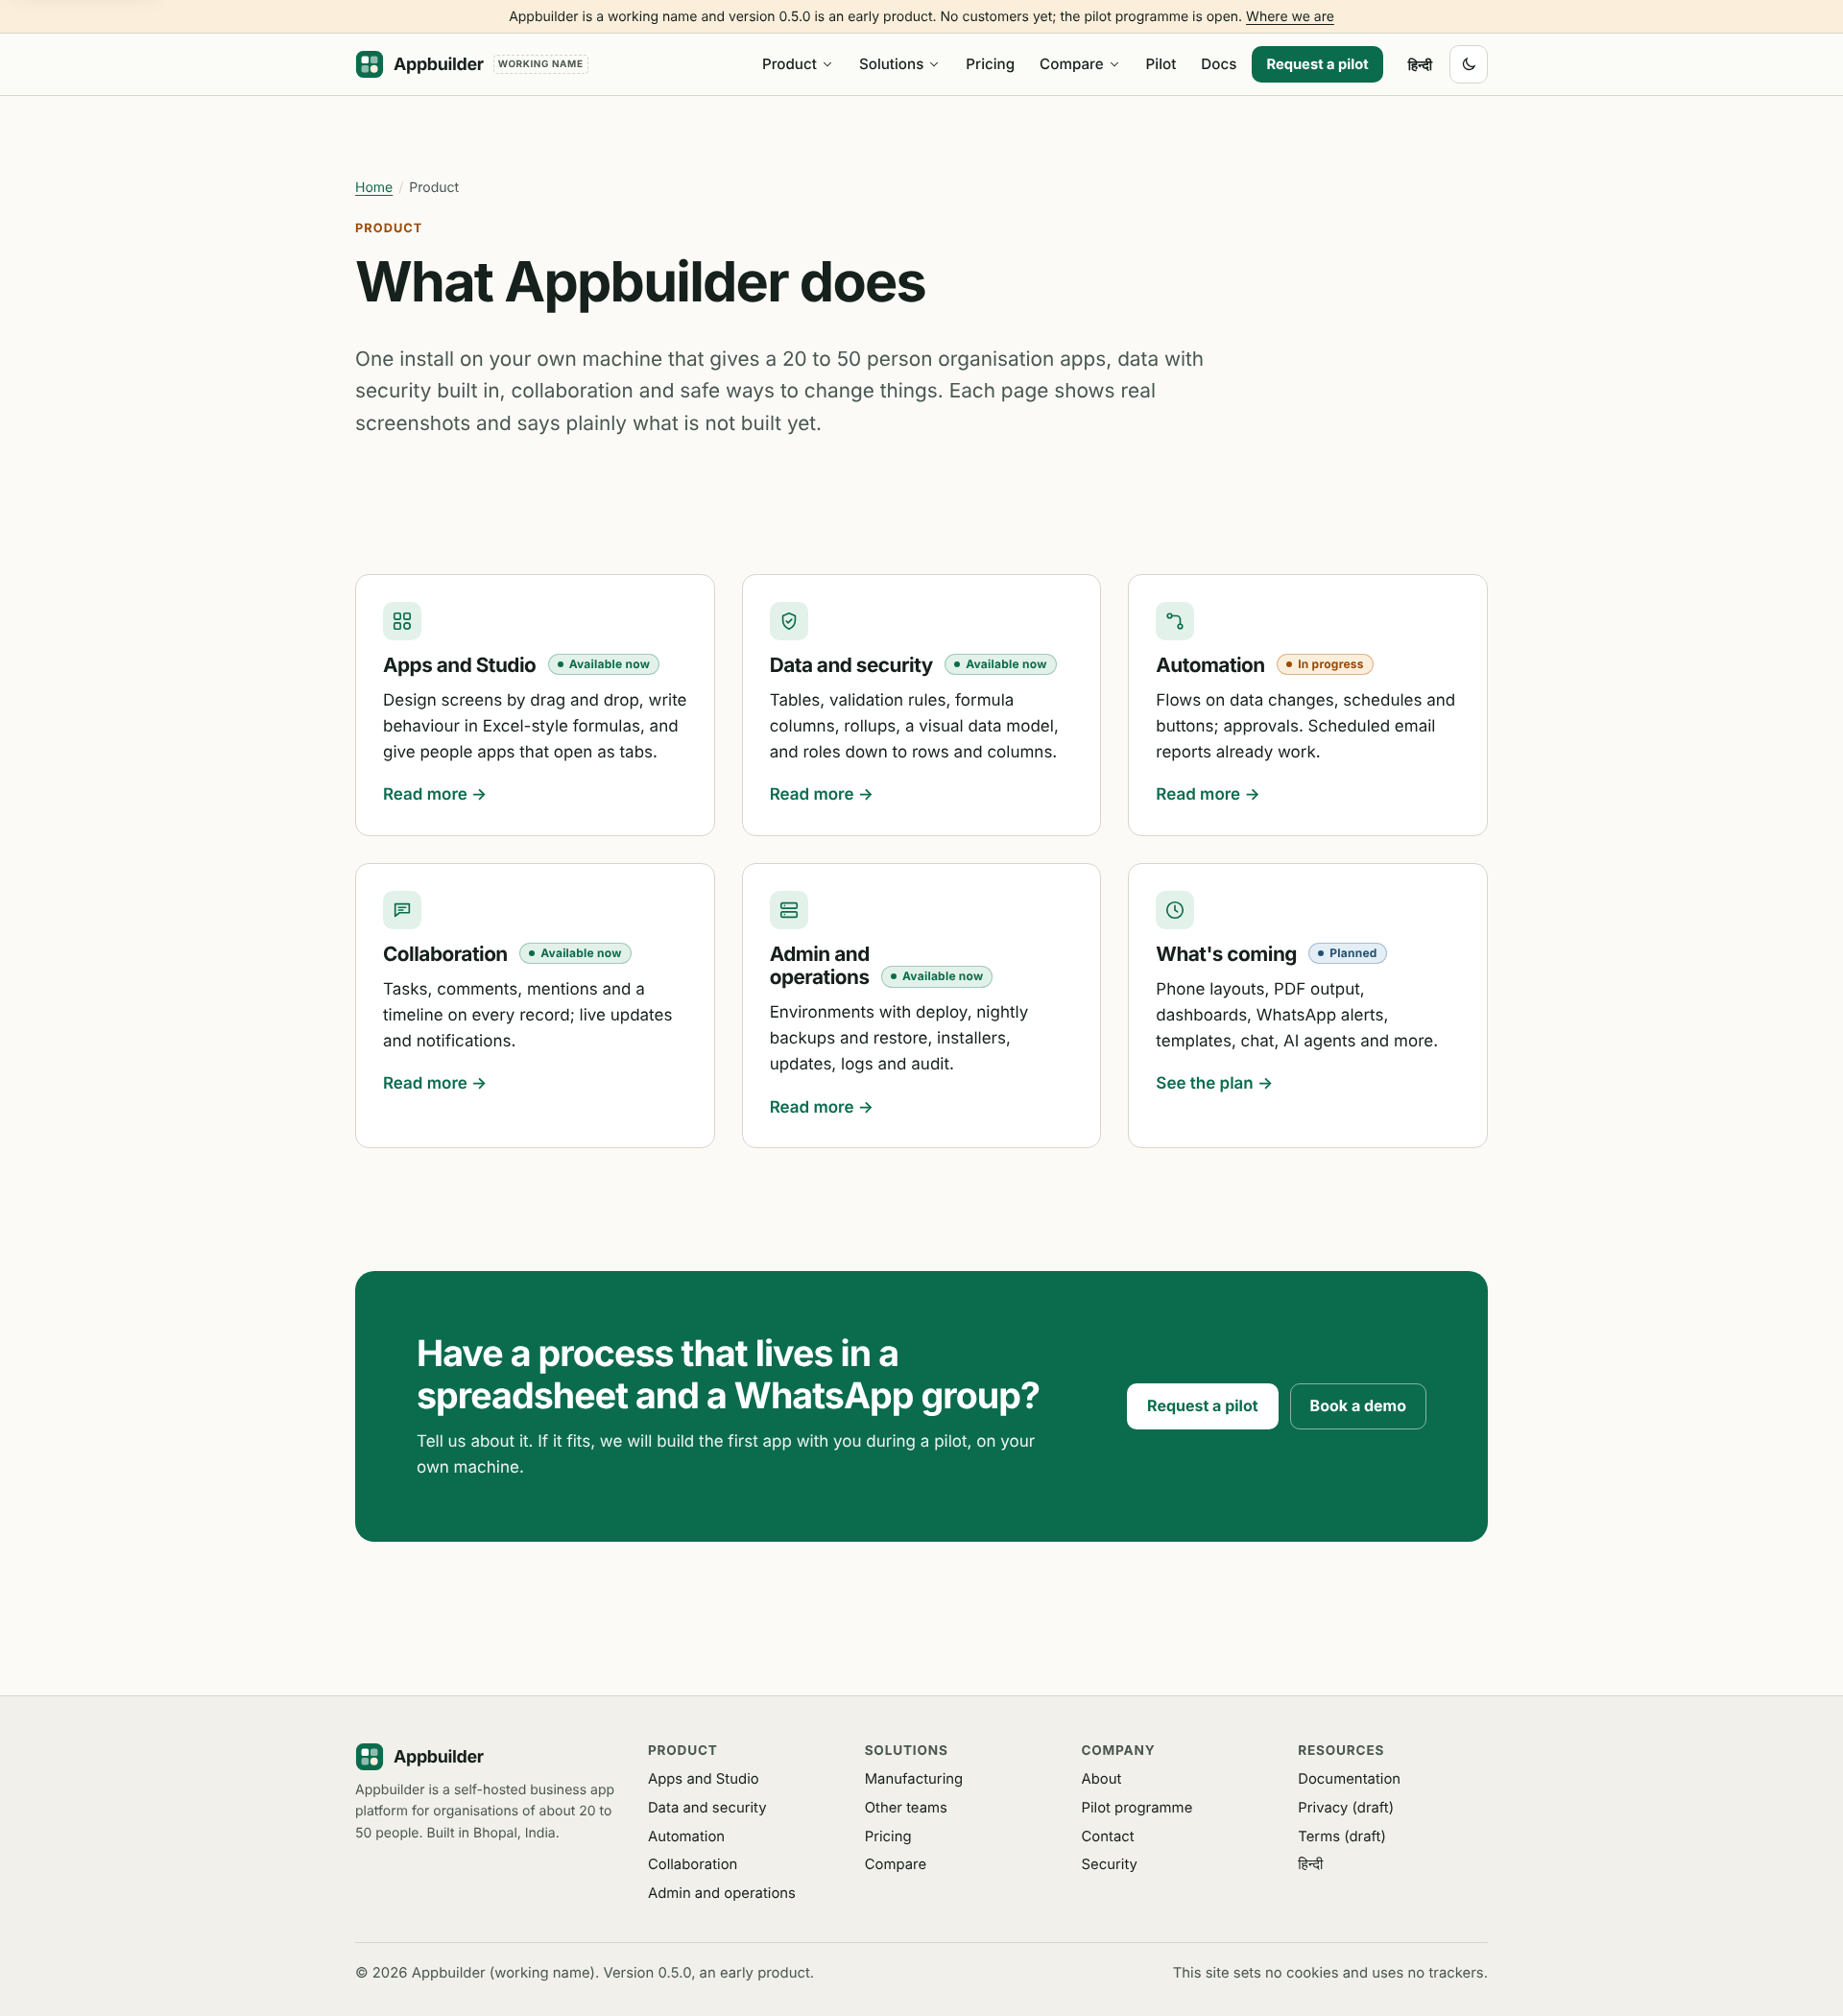 Appbuilder is a working name and version 0.5.0 is an early product. No customers yet; the pilot programme is open. Where we are
Appbuilder WORKING NAME Product Solutions Pricing Compare Pilot Docs Request a pilot हिन्दी
Home / Product
PRODUCT
What Appbuilder does
One install on your own machine that gives a 20 to 50 person organisation apps, data with
security built in, collaboration and safe ways to change things. Each page shows real
screenshots and says plainly what is not built yet.
Apps and Studio Available now
Design screens by drag and drop, write
behaviour in Excel-style formulas, and
give people apps that open as tabs.
Read more →
Data and security Available now
Tables, validation rules, formula
columns, rollups, a visual data model,
and roles down to rows and columns.
Read more →
Automation In progress
Flows on data changes, schedules and
buttons; approvals. Scheduled email
reports already work.
Read more →
Collaboration Available now
Tasks, comments, mentions and a
timeline on every record; live updates
and notifications.
Read more →
Admin and
operations Available now
Environments with deploy, nightly
backups and restore, installers,
updates, logs and audit.
Read more →
What's coming Planned
Phone layouts, PDF output,
dashboards, WhatsApp alerts,
templates, chat, AI agents and more.
See the plan →
Have a process that lives in a
spreadsheet and a WhatsApp group?
Tell us about it. If it fits, we will build the first app with you during a pilot, on your
own machine.
Request a pilot Book a demo
Appbuilder
Appbuilder is a self-hosted business app
platform for organisations of about 20 to
50 people. Built in Bhopal, India.
PRODUCT
Apps and Studio
Data and security
Automation
Collaboration
Admin and operations
SOLUTIONS
Manufacturing
Other teams
Pricing
Compare
COMPANY
About
Pilot programme
Contact
Security
RESOURCES
Documentation
Privacy (draft)
Terms (draft)
हिन्दी
© 2026 Appbuilder (working name). Version 0.5.0, an early product.
This site sets no cookies and uses no trackers.